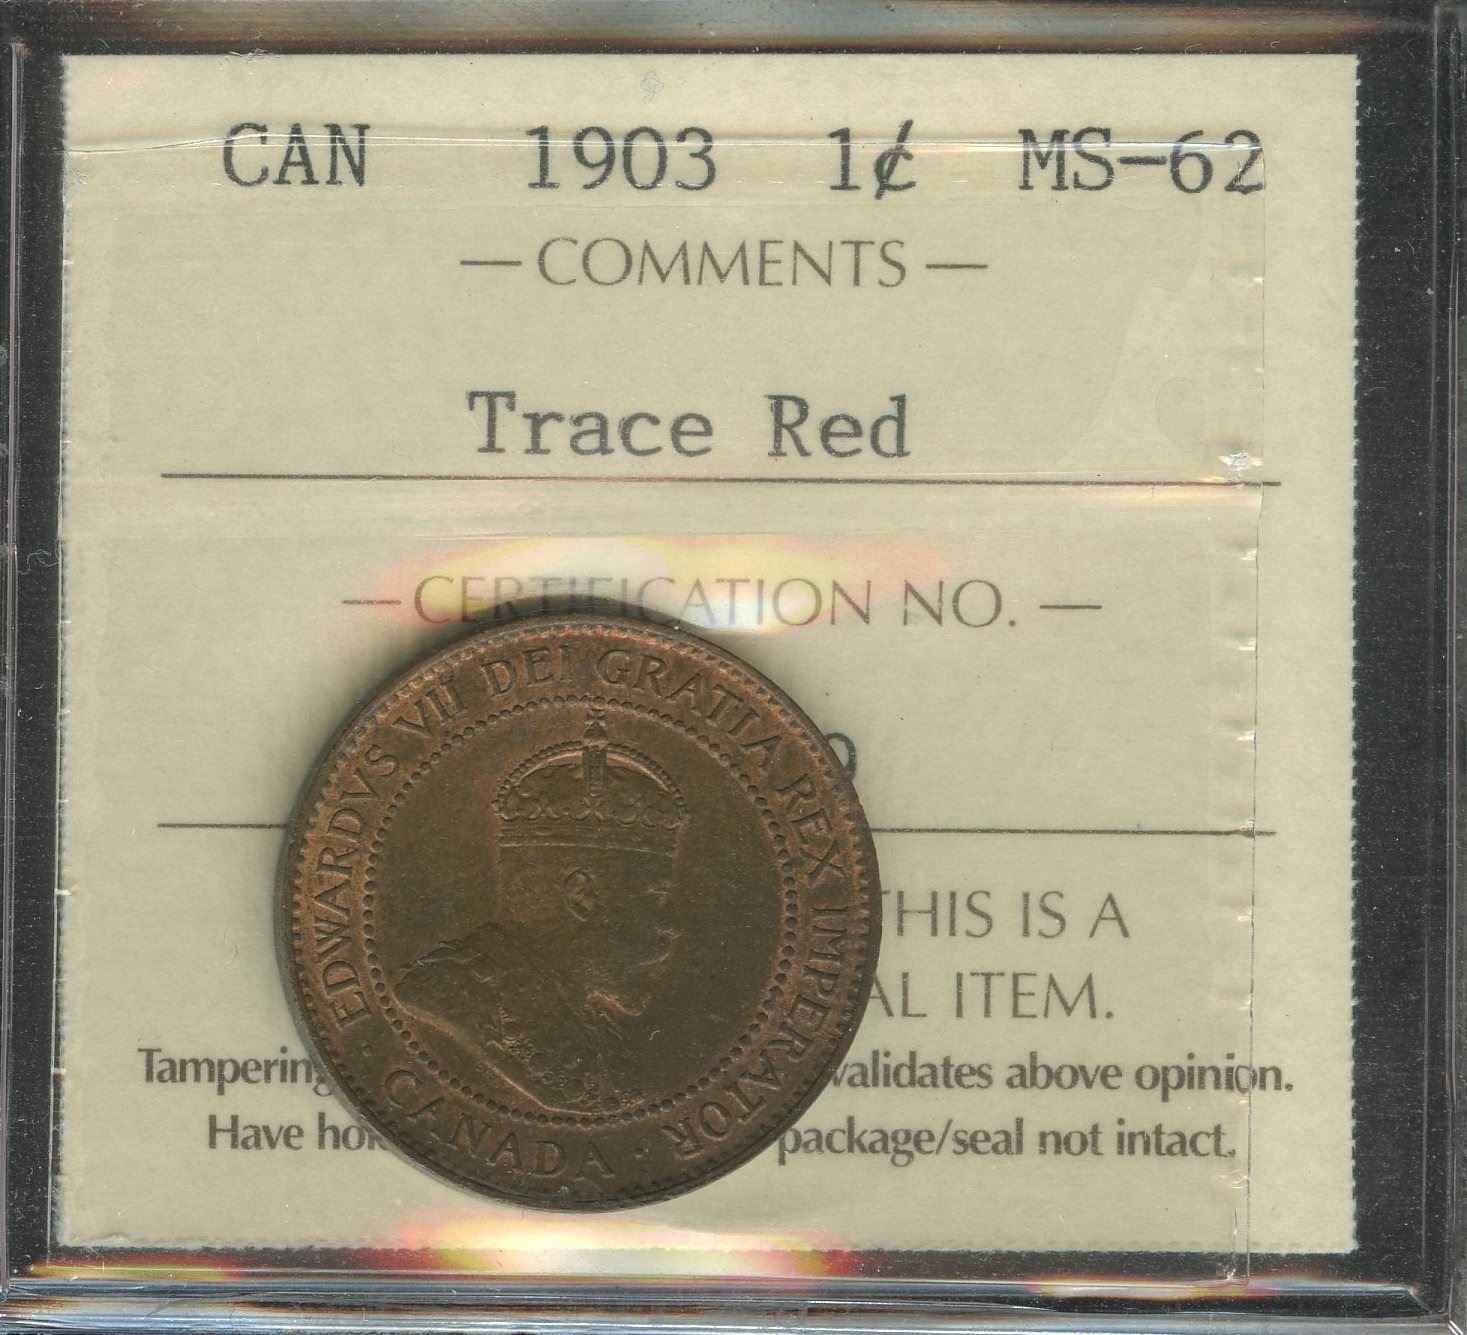 CAN 1903 1¢ MS-62
— COMMENTS —
Trace Red
— CERTIFICATION NO. —
9
THIS IS A
AL ITEM.
Tampering validates above opinion.
Have package/seal not intact.
EDWARDVS VII DEI GRATIA REX IMPERATOR
CANADA